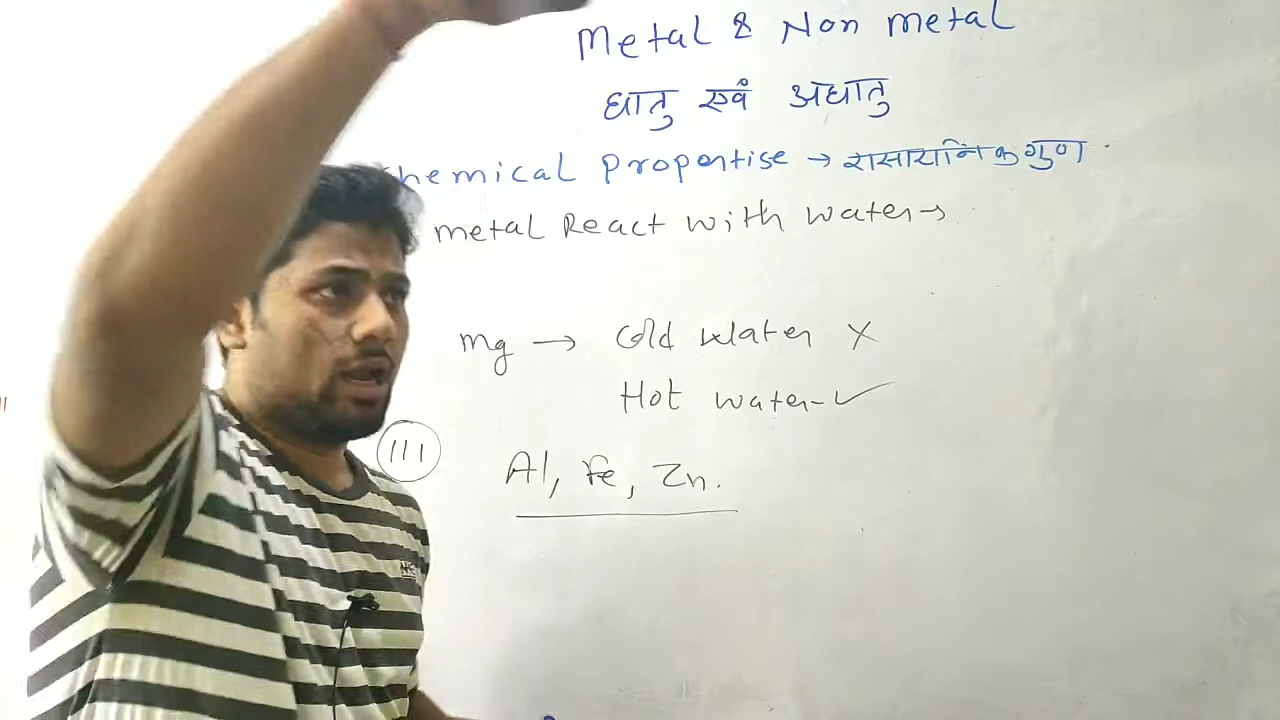 Metal & Non metal
धातु एवं अधातु
hemical Propertise → रासायनिक गुण
metal React with water →
mg → Cold water X
Hot water - ✓
III
Al, Fe, Zn.